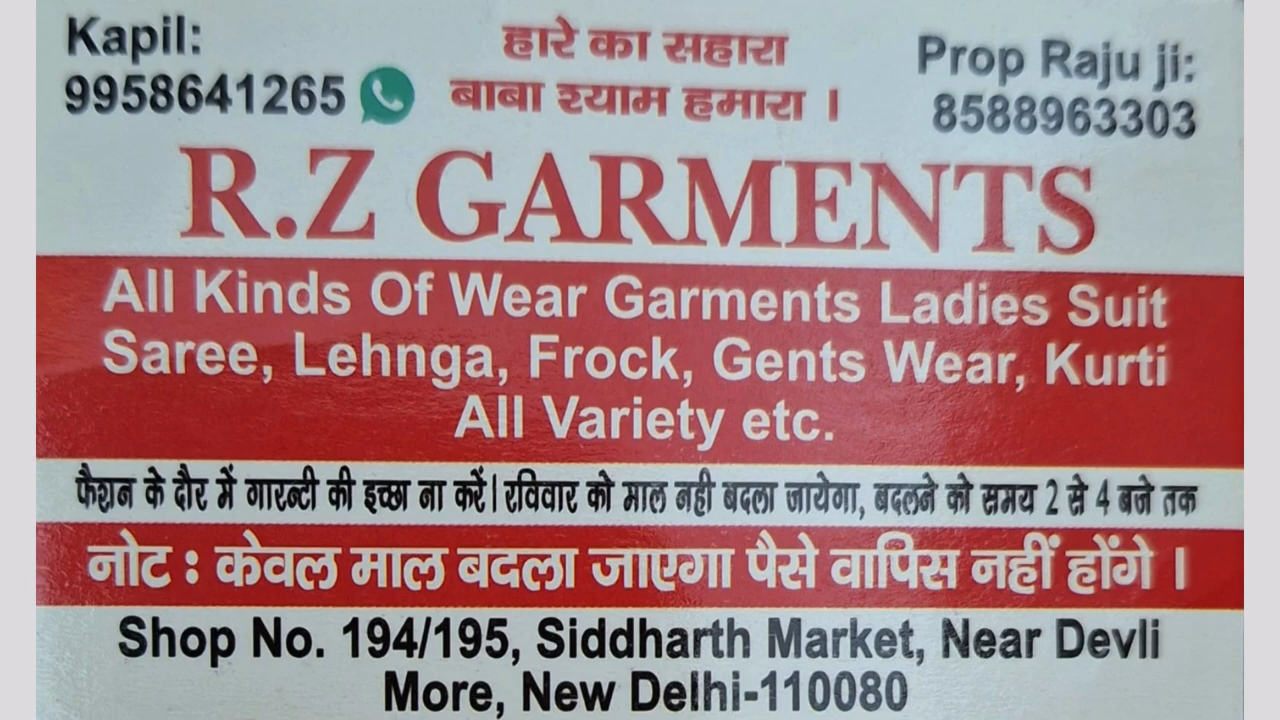 Kapil:
9958641265
हारे का सहारा
बाबा श्याम हमारा ।
Prop Raju ji:
8588963303
R.Z GARMENTS
All Kinds Of Wear Garments Ladies Suit
Saree, Lehnga, Frock, Gents Wear, Kurti
All Variety etc.
फैशन के दौर में गारन्टी की इच्छा ना करें। रविवार को माल नही बदला जायेगा, बदलने को समय 2 से 4 बजे तक
नोट : केवल माल बदला जाएगा पैसे वापिस नहीं होंगे ।
Shop No. 194/195, Siddharth Market, Near Devli
More, New Delhi-110080